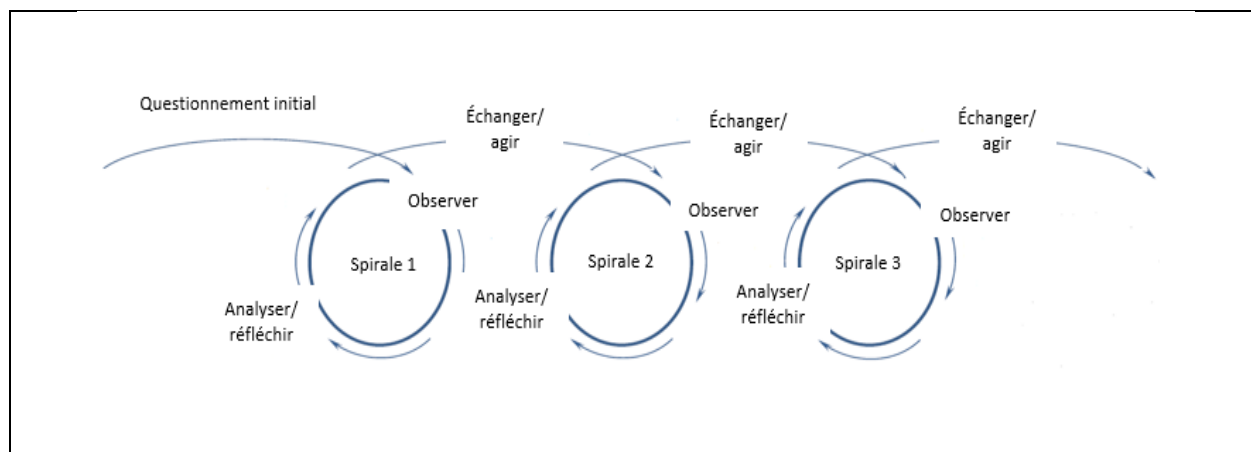 Questionnement initial
Échanger/
agir
Échanger/
agir
Échanger/
agir
Observer
Observer
Observer
Spirale 1
Spirale 2
Spirale 3
Analyser/
réfléchir
Analyser/
réfléchir
Analyser/
réfléchir